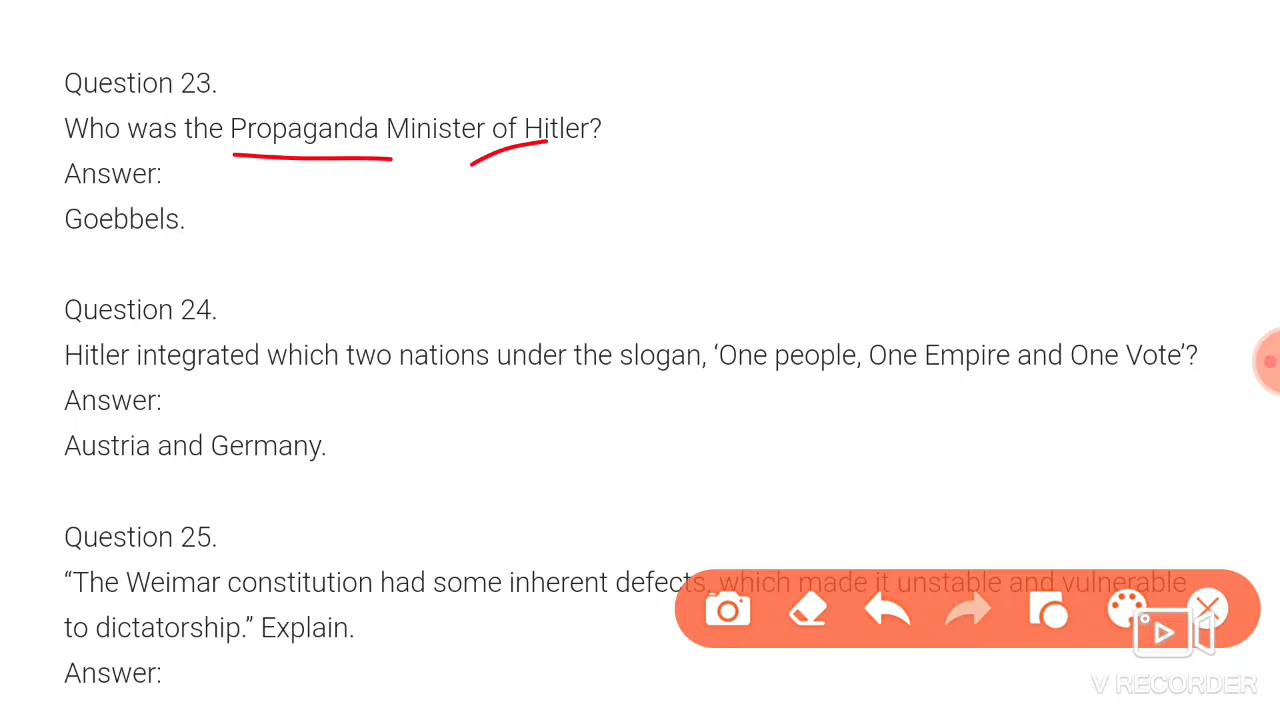 Question 23.
Who was the Propaganda Minister of Hitler?
Answer:
Goebbels.
Question 24.
Hitler integrated which two nations under the slogan, ‘One people, One Empire and One Vote’?
Answer:
Austria and Germany.
Question 25.
“The Weimar constitution had some inherent defects, which made it unstable and vulnerable
to dictatorship.” Explain.
Answer:
V RECORDER